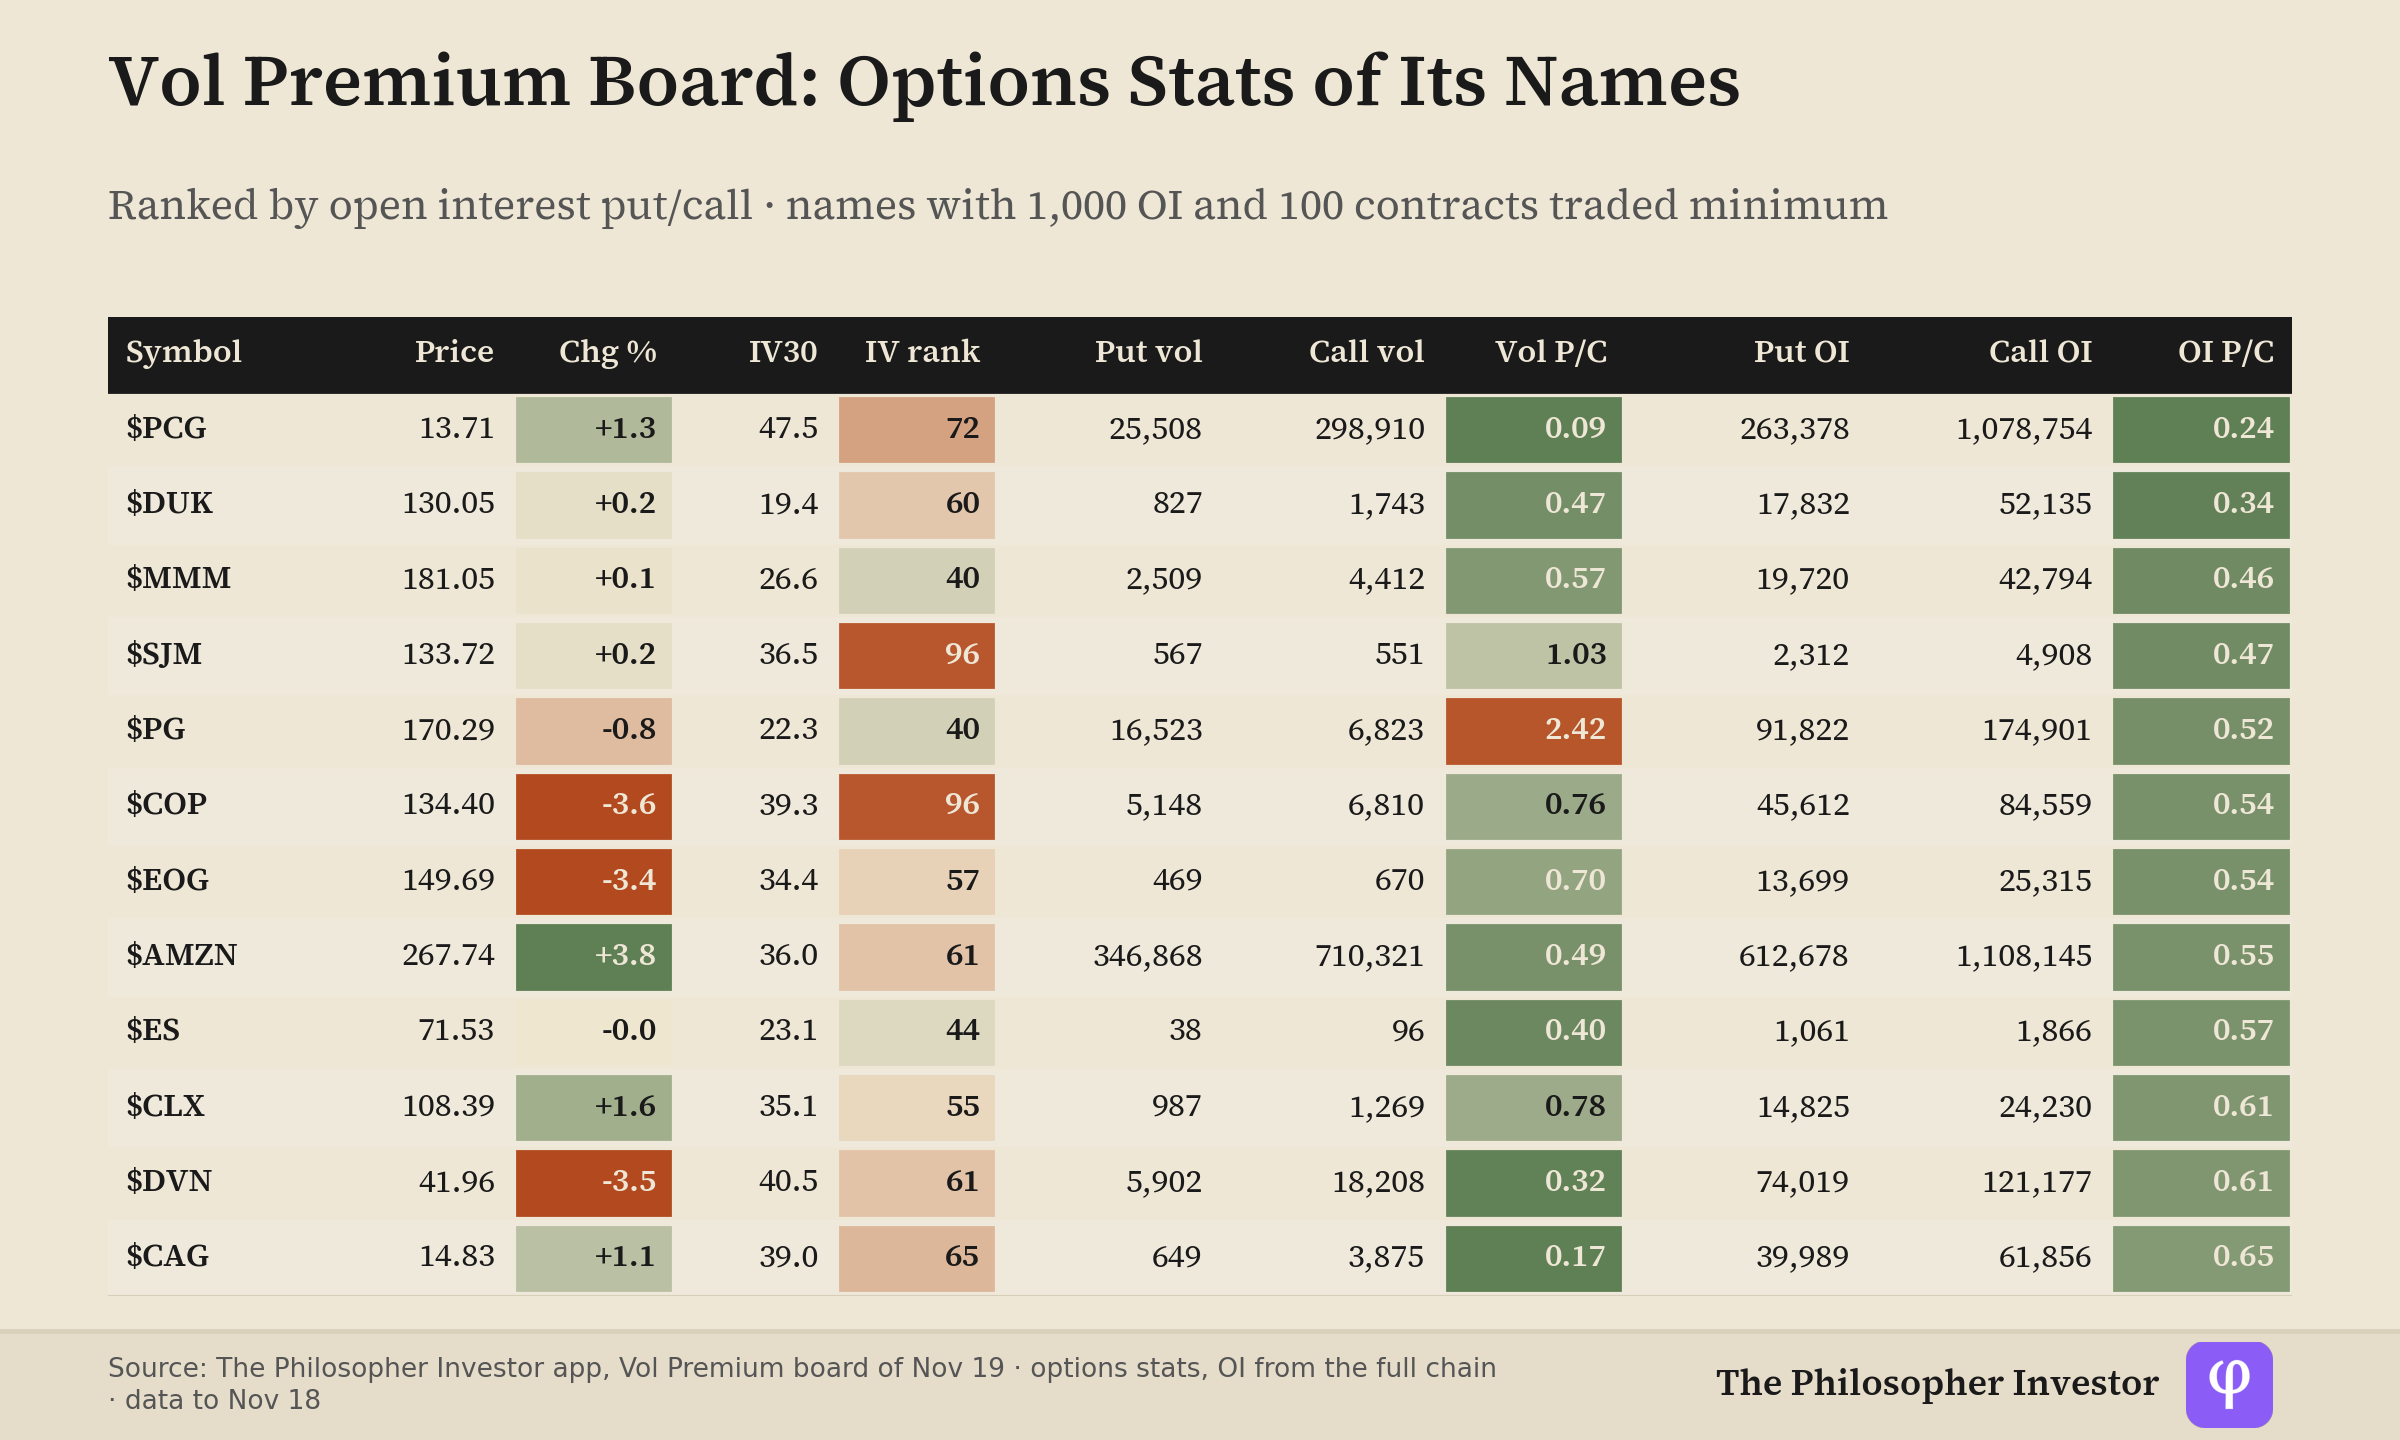 Vol Premium Board: Options Stats of Its Names
Ranked by open interest put/call · names with 1,000 OI and 100 contracts traded minimum
Symbol Price Chg % IV30 IV rank Put vol Call vol Vol P/C Put OI Call OI OI P/C
$PCG 13.71 +1.3 47.5 72 25,508 298,910 0.09 263,378 1,078,754 0.24
$DUK 130.05 +0.2 19.4 60 827 1,743 0.47 17,832 52,135 0.34
$MMM 181.05 +0.1 26.6 40 2,509 4,412 0.57 19,720 42,794 0.46
$SJM 133.72 +0.2 36.5 96 567 551 1.03 2,312 4,908 0.47
$PG 170.29 -0.8 22.3 40 16,523 6,823 2.42 91,822 174,901 0.52
$COP 134.40 -3.6 39.3 96 5,148 6,810 0.76 45,612 84,559 0.54
$EOG 149.69 -3.4 34.4 57 469 670 0.70 13,699 25,315 0.54
$AMZN 267.74 +3.8 36.0 61 346,868 710,321 0.49 612,678 1,108,145 0.55
$ES 71.53 -0.0 23.1 44 38 96 0.40 1,061 1,866 0.57
$CLX 108.39 +1.6 35.1 55 987 1,269 0.78 14,825 24,230 0.61
$DVN 41.96 -3.5 40.5 61 5,902 18,208 0.32 74,019 121,177 0.61
$CAG 14.83 +1.1 39.0 65 649 3,875 0.17 39,989 61,856 0.65
Source: The Philosopher Investor app, Vol Premium board of Nov 19 · options stats, OI from the full chain
· data to Nov 18
The Philosopher Investor φ